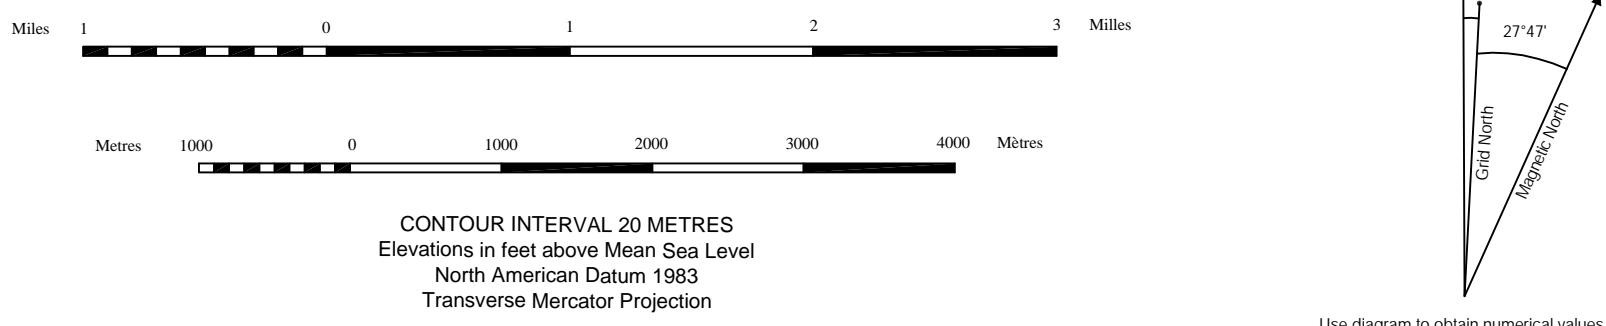 Miles 1 0 1 2 3 Milles
Metres 1000 0 1000 2000 3000 4000 Mètres
CONTOUR INTERVAL 20 METRES
Elevations in feet above Mean Sea Level
North American Datum 1983
Transverse Mercator Projection
27°47'
Grid North
Magnetic North
Use diagram to obtain numerical values